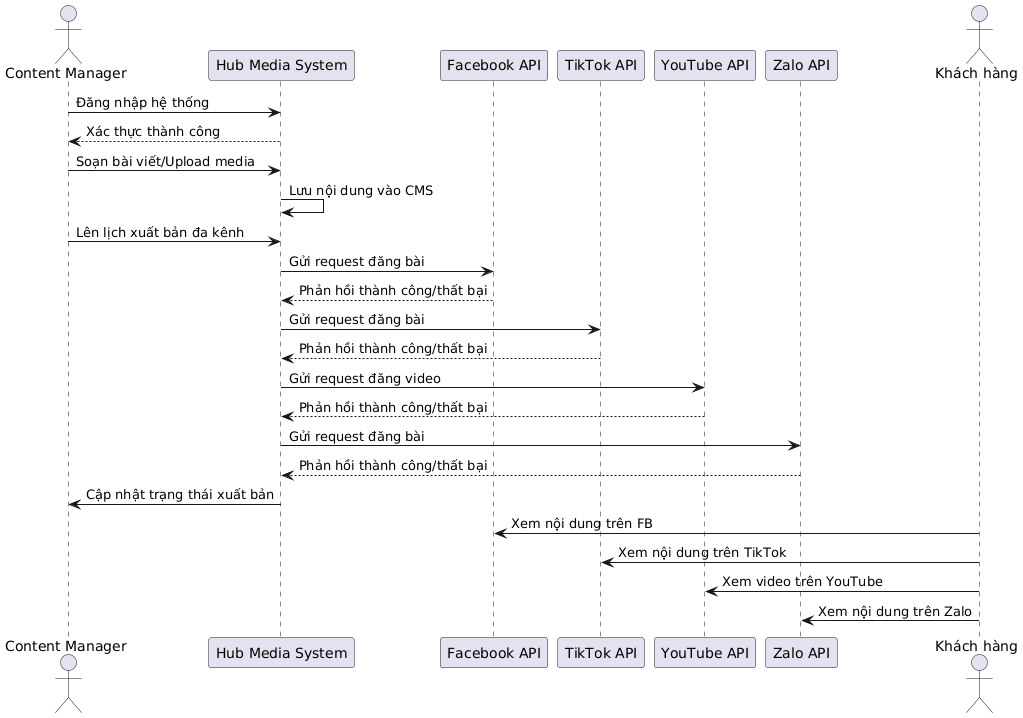 Content Manager
Hub Media System
Facebook API
TikTok API
YouTube API
Zalo API
Khách hàng
Đăng nhập hệ thống
Xác thực thành công
Soạn bài viết/Upload media
Lưu nội dung vào CMS
Lên lịch xuất bản đa kênh
Gửi request đăng bài
Phản hồi thành công/thất bại
Gửi request đăng bài
Phản hồi thành công/thất bại
Gửi request đăng video
Phản hồi thành công/thất bại
Gửi request đăng bài
Phản hồi thành công/thất bại
Cập nhật trạng thái xuất bản
Xem nội dung trên FB
Xem nội dung trên TikTok
Xem video trên YouTube
Xem nội dung trên Zalo
Content Manager
Hub Media System
Facebook API
TikTok API
YouTube API
Zalo API
Khách hàng